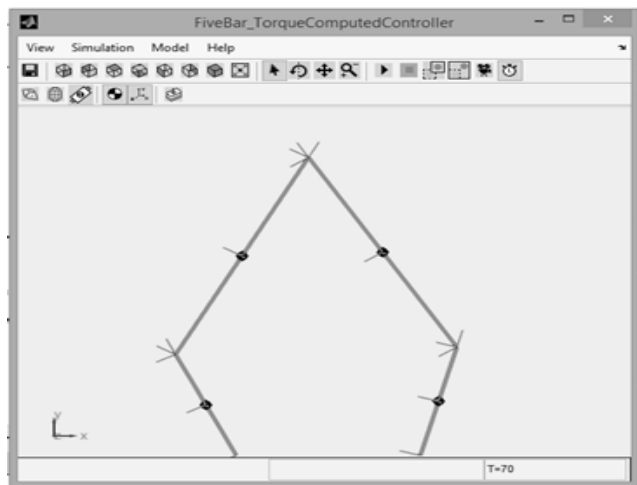 FiveBar_TorqueComputedController
View Simulation Model Help
y
z x
T=70